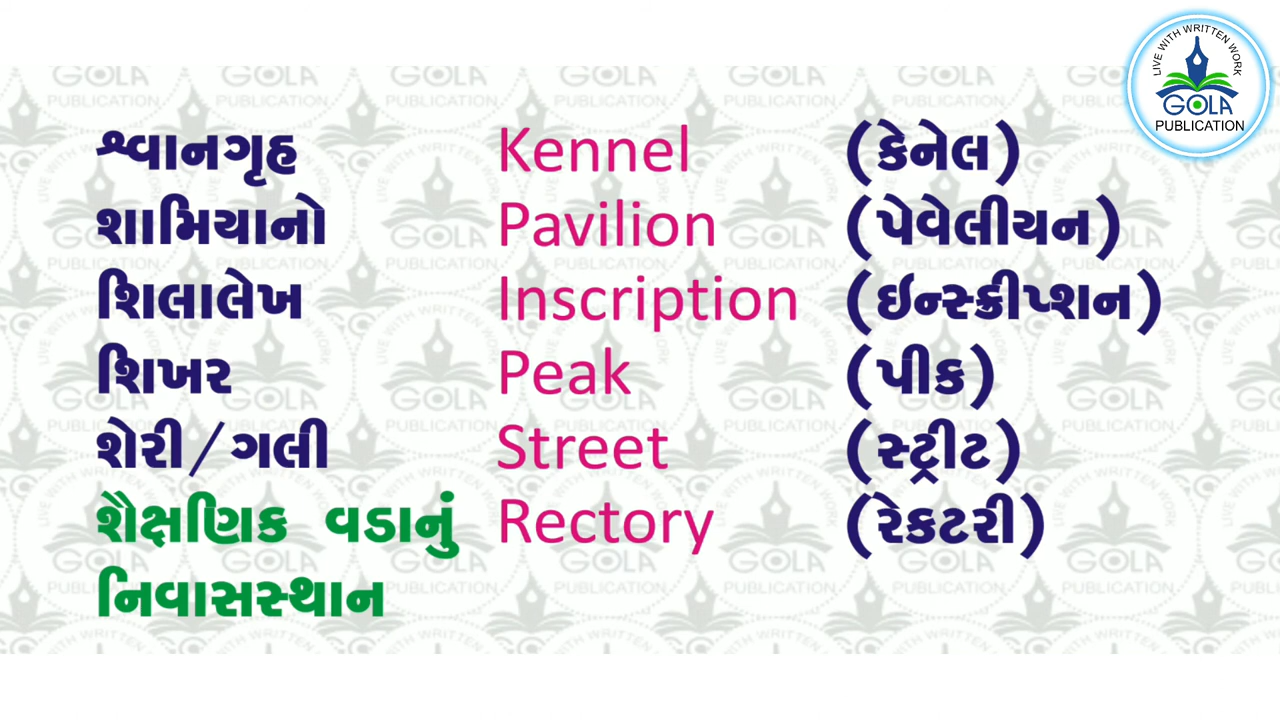 LIVE WITH WRITTEN WORK
GOLA
PUBLICATION
શ્વાનગૃહ Kennel (કેનેલ)
શામિયાનો Pavilion (પેવેલીયન)
શિલાલેખ Inscription (ઇન્સ્ક્રીપ્શન)
શિખર Peak (પીક)
શેરી/ગલી Street (સ્ટ્રીટ)
શૈક્ષણિક વડાનું Rectory (રેકટરી)
નિવાસસ્થાન